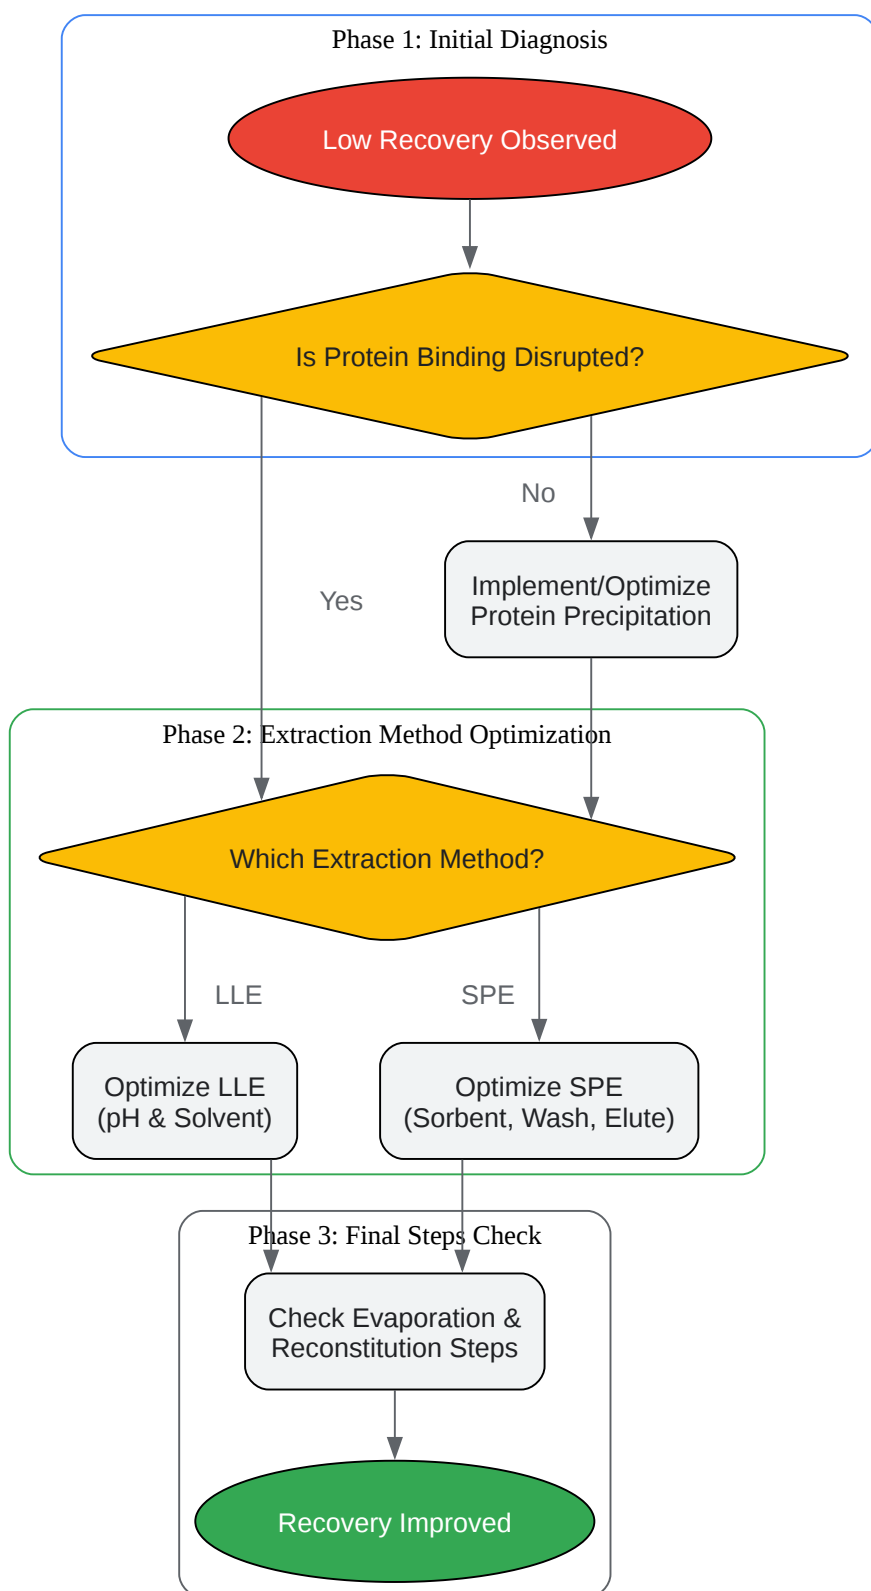 Phase 1: Initial Diagnosis
Low Recovery Observed
Is Protein Binding Disrupted?
No
Implement/Optimize
Protein Precipitation
Yes
Phase 2: Extraction Method Optimization
Which Extraction Method?
LLE
SPE
Optimize LLE
(pH & Solvent)
Optimize SPE
(Sorbent, Wash, Elute)
Phase 3: Final Steps Check
Check Evaporation &
Reconstitution Steps
Recovery Improved